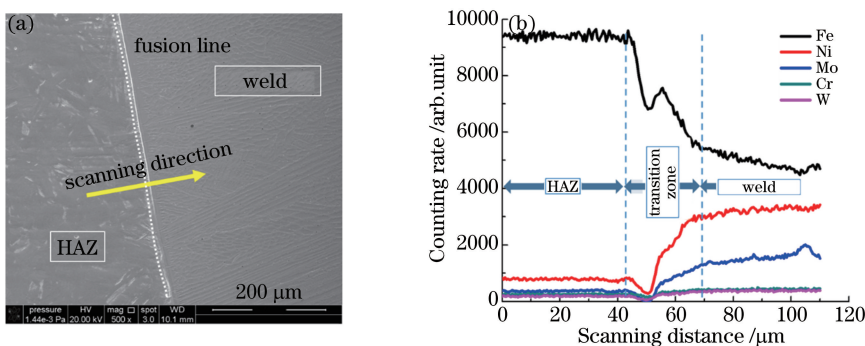 (a)
fusion line
weld
scanning direction
HAZ
200 μm
pressure HV mag □ spot WD
1.44e-3 Pa 20.00 kV 500 x 3.0 10.1 mm
(b)
10000
8000
6000
4000
2000
0
Counting rate /arb.unit
Fe
Ni
Mo
Cr
W
HAZ
transition
zone
weld
0 20 40 60 80 100 120
Scanning distance /μm